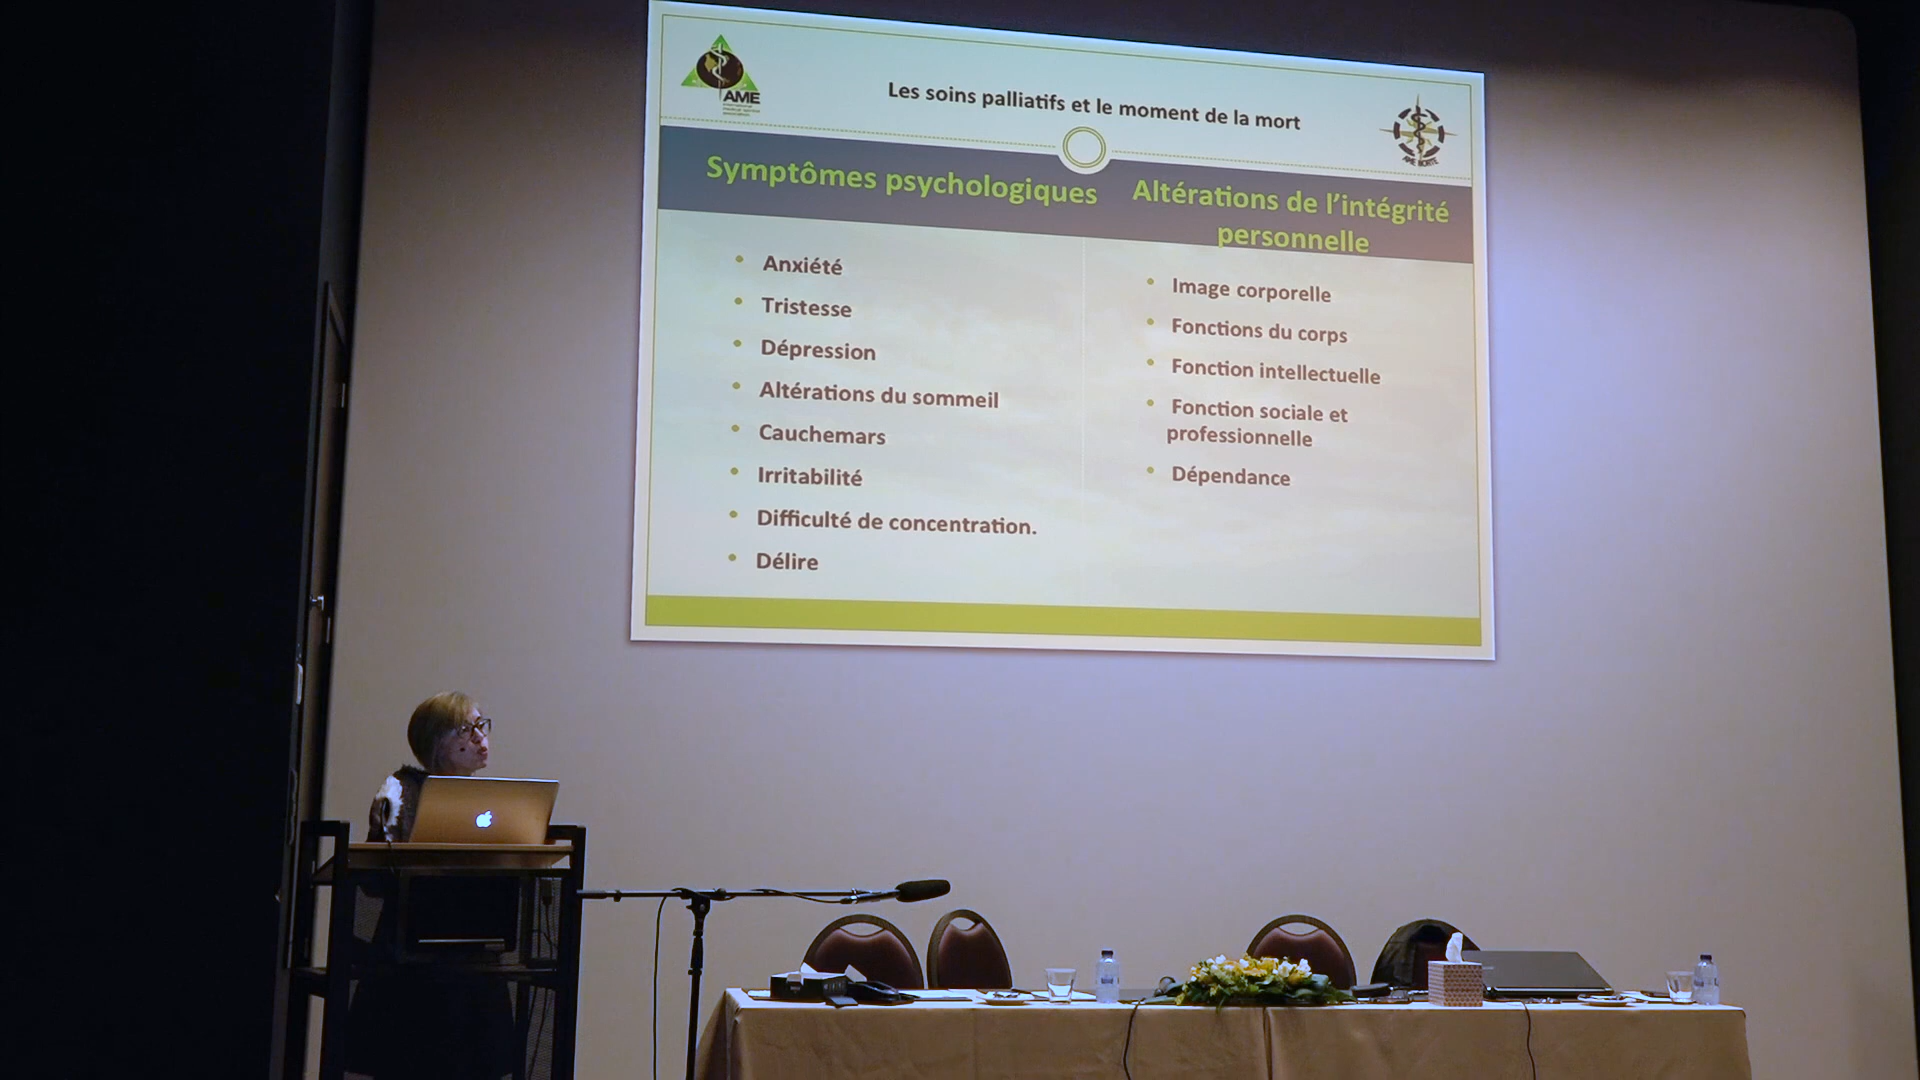 AME
Les soins palliatifs et le moment de la mort
AME NORTE
Symptômes psychologiques
Anxiété
Tristesse
Dépression
Altérations du sommeil
Cauchemars
Irritabilité
Difficulté de concentration.
Délire
Altérations de l'intégrité
personnelle
Image corporelle
Fonctions du corps
Fonction intellectuelle
Fonction sociale et
professionnelle
Dépendance